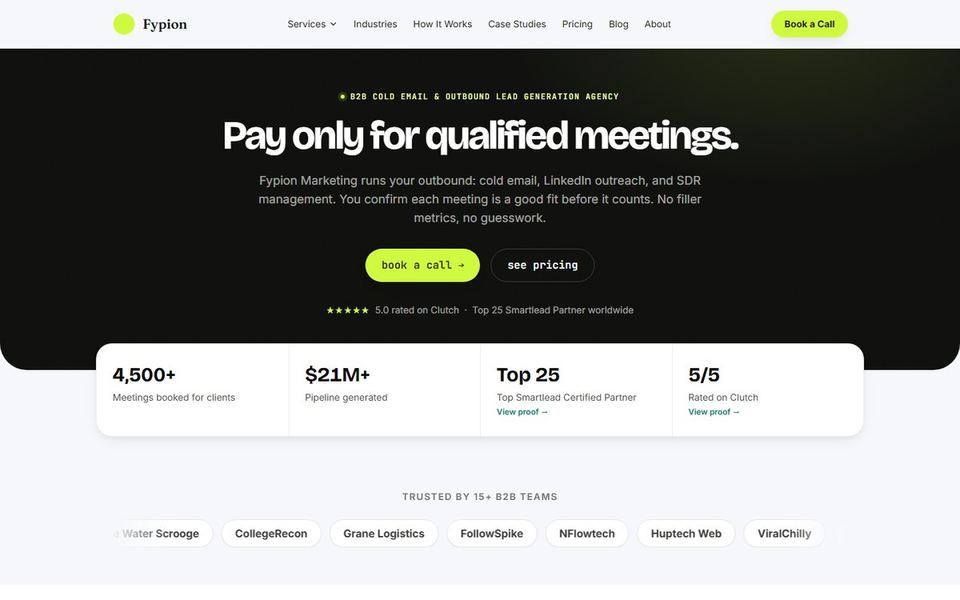 Fypion
Services
Industries
How It Works
Case Studies
Pricing
Blog
About
Book a Call
B2B COLD EMAIL & OUTBOUND LEAD GENERATION AGENCY
Pay only for qualified meetings.
Fypion Marketing runs your outbound: cold email, LinkedIn outreach, and SDR
management. You confirm each meeting is a good fit before it counts. No filler
metrics, no guesswork.
book a call →
see pricing
★★★★★ 5.0 rated on Clutch · Top 25 Smartlead Partner worldwide
4,500+
Meetings booked for clients
$21M+
Pipeline generated
Top 25
Top Smartlead Certified Partner
View proof →
5/5
Rated on Clutch
View proof →
TRUSTED BY 15+ B2B TEAMS
e Water Scrooge
CollegeRecon
Grane Logistics
FollowSpike
NFlowtech
Huptech Web
ViralChilly